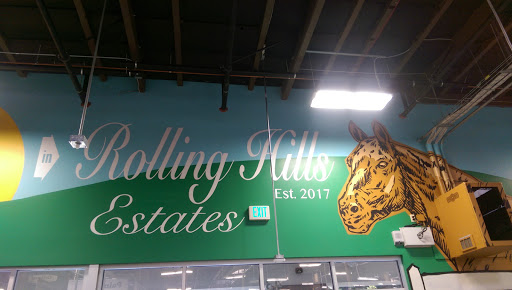 in
Rolling Hills
Est. 2017
Estates
EXIT